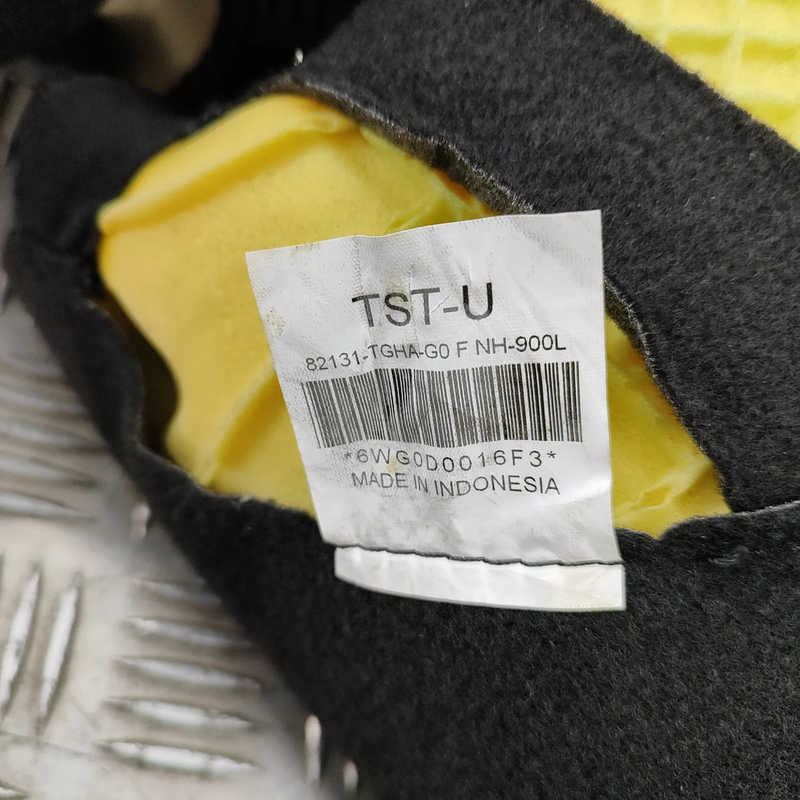 TST-U
82131-TGHA-G0 F NH-900L
*6WG0D0016F3*
MADE IN INDONESIA